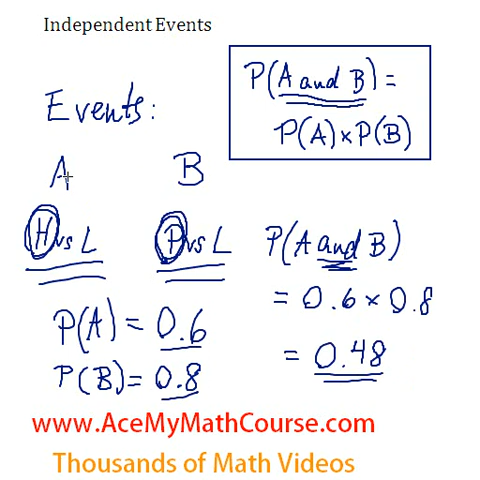 Independent Events
P(A and B) =
P(A) × P(B)
Events:
A B
H vs L P vs L
P(A and B)
= 0.6 × 0.8
= 0.48
P(A) = 0.6
P(B) = 0.8
www.AceMyMathCourse.com
Thousands of Math Videos